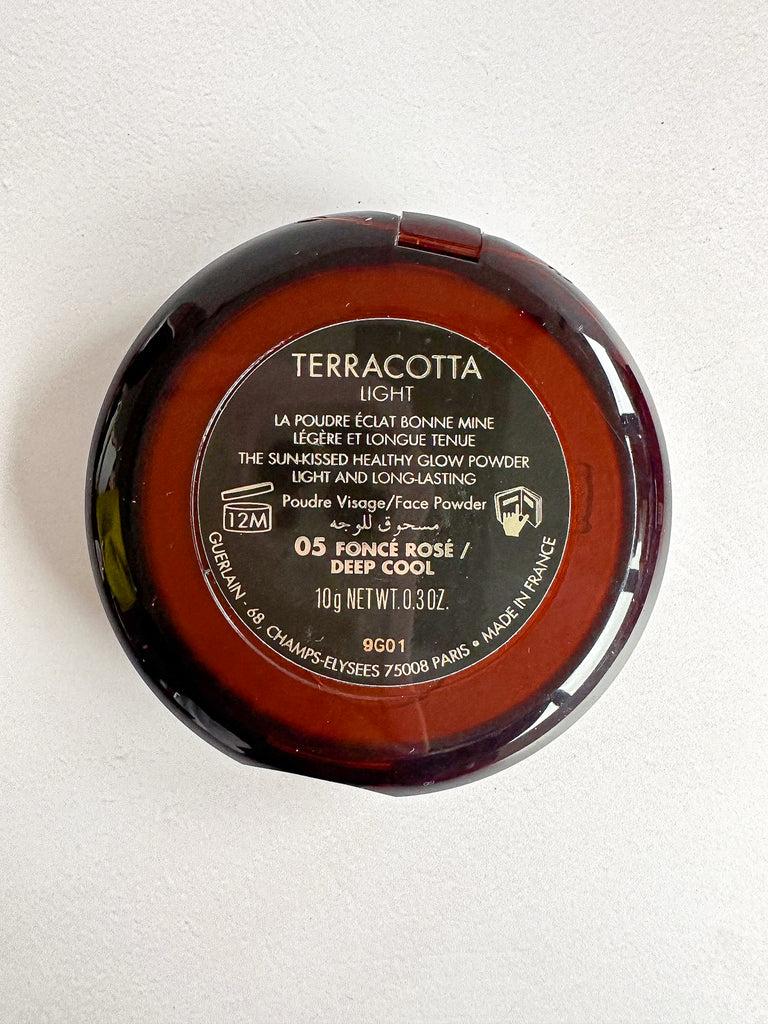 TERRACOTTA
LIGHT
LA POUDRE ÉCLAT BONNE MINE
LÉGÈRE ET LONGUE TENUE
THE SUN-KISSED HEALTHY GLOW POWDER
LIGHT AND LONG-LASTING
12M
Poudre Visage/Face Powder
مسحوق للوجه
05 FONCÉ ROSÉ /
DEEP COOL
10g NET WT. 0.3 OZ.
9G01
GUERLAIN - 68, CHAMPS-ELYSEES 75008 PARIS • MADE IN FRANCE